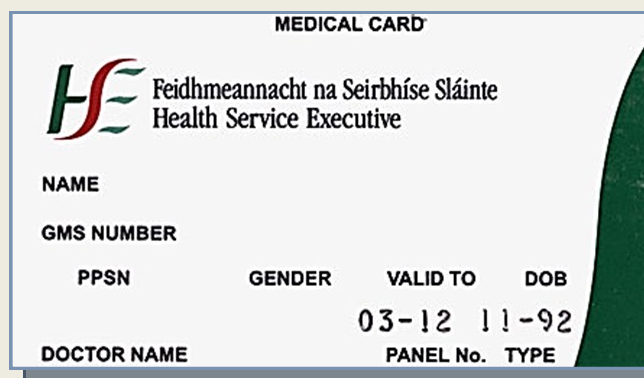 MEDICAL CARD
HSE
Feidhmeannacht na Seirbhíse Sláinte
Health Service Executive
NAME
GMS NUMBER
PPSN GENDER VALID TO DOB
03-12 11-92
DOCTOR NAME PANEL No. TYPE